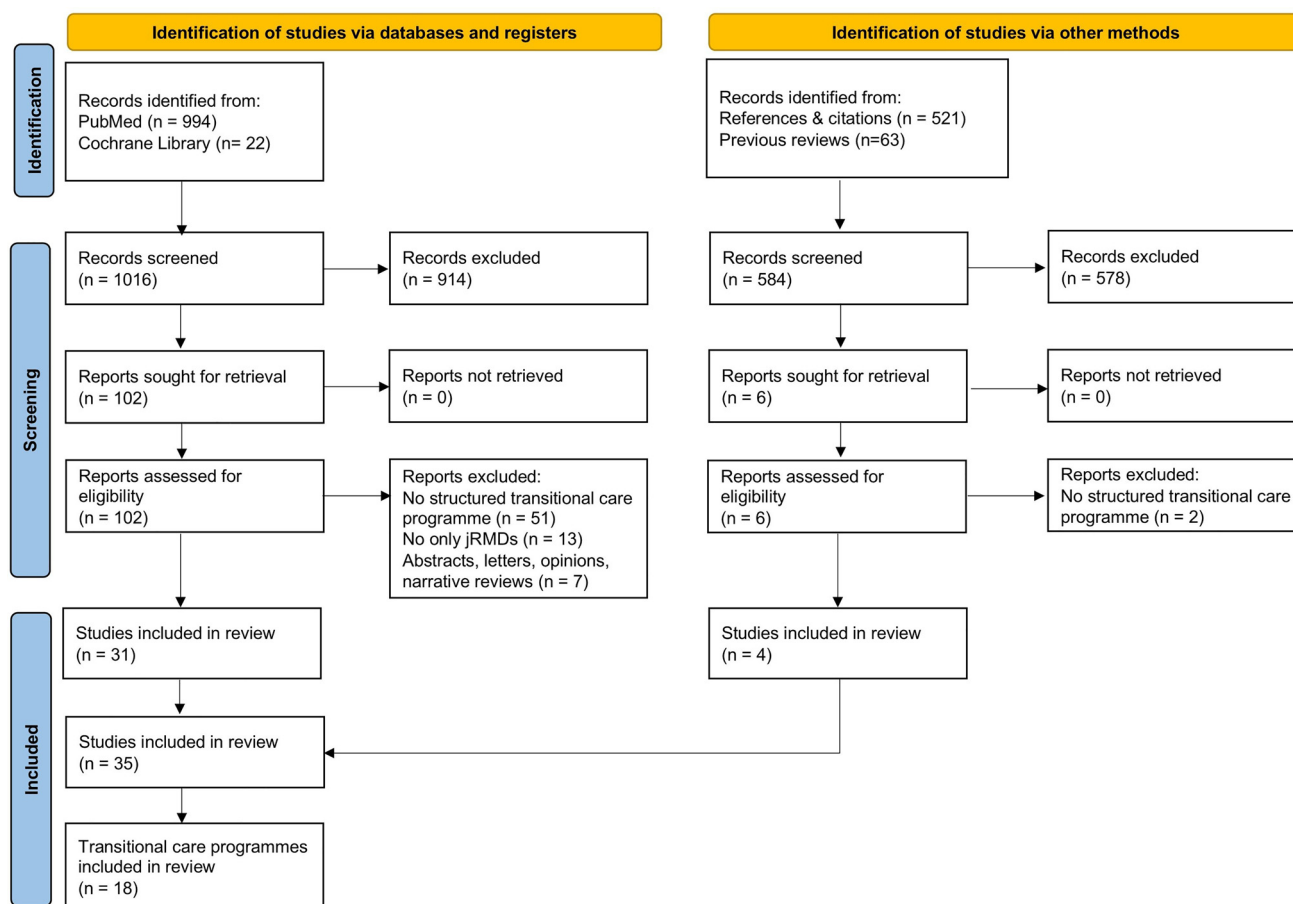 Identification of studies via databases and registers
Identification of studies via other methods
Identification
Records identified from:
PubMed (n = 994)
Cochrane Library (n= 22)
Records identified from:
References & citations (n = 521)
Previous reviews (n=63)
Screening
Records screened
(n = 1016)
Records excluded
(n = 914)
Records screened
(n = 584)
Records excluded
(n = 578)
Reports sought for retrieval
(n = 102)
Reports not retrieved
(n = 0)
Reports sought for retrieval
(n = 6)
Reports not retrieved
(n = 0)
Reports assessed for
eligibility
(n = 102)
Reports excluded:
No structured transitional care
programme (n = 51)
No only jRMDs (n = 13)
Abstracts, letters, opinions,
narrative reviews (n = 7)
Reports assessed for
eligibility
(n = 6)
Reports excluded:
No structured transitional care
programme (n = 2)
Included
Studies included in review
(n = 31)
Studies included in review
(n = 4)
Studies included in review
(n = 35)
Transitional care programmes
included in review
(n = 18)